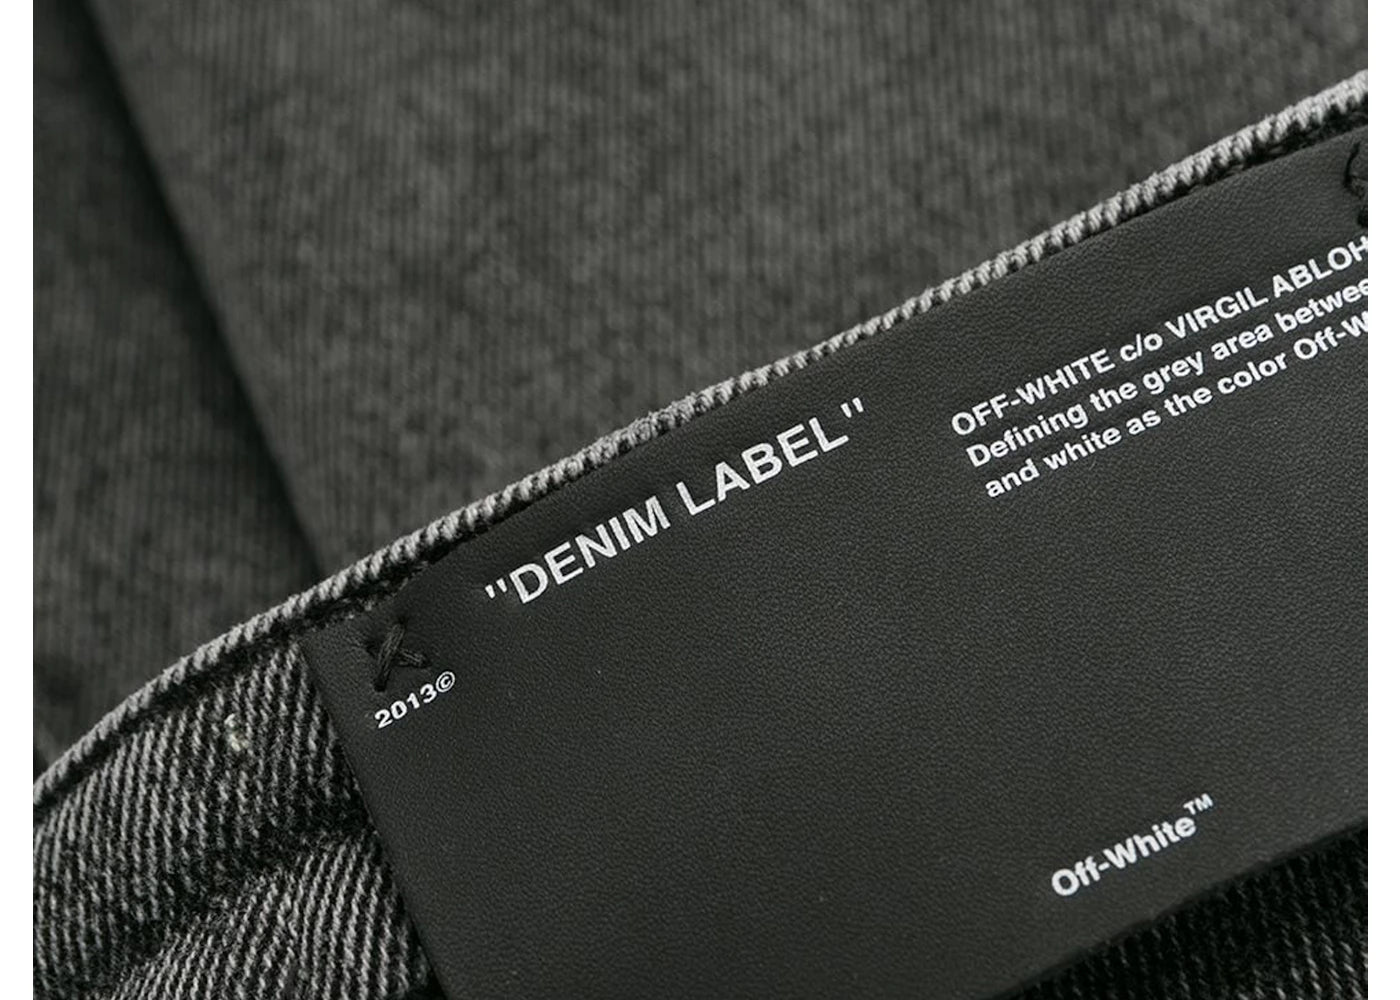 "DENIM LABEL"
OFF-WHITE c/o VIRGIL ABLOH
Defining the grey area
and white as the color
2013©
Off-White™